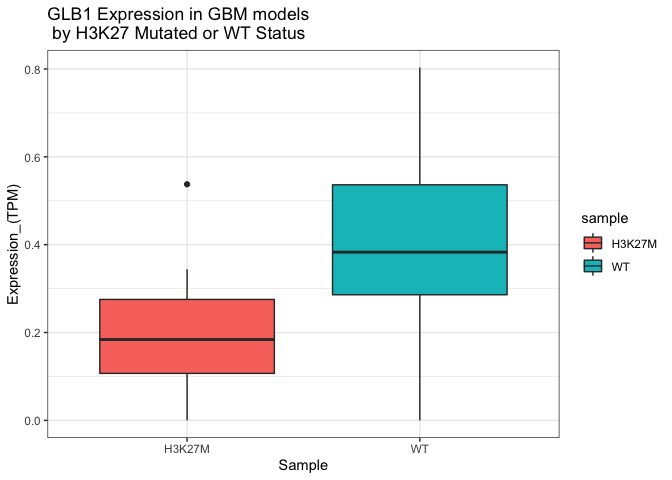 GLB1 Expression in GBM models
by H3K27 Mutated or WT Status
0.8
0.6
0.4
0.2
0.0
Expression_(TPM)
H3K27M
WT
Sample
sample
H3K27M
WT